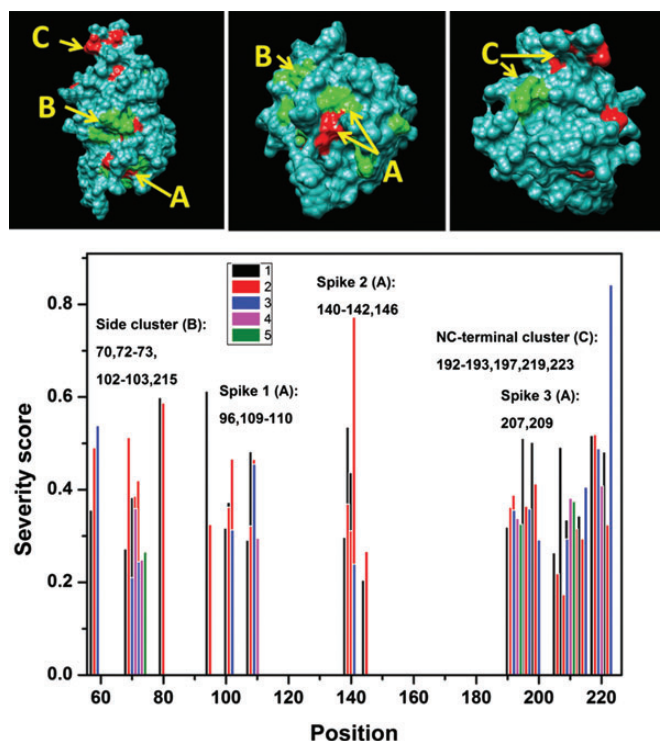 C
B
A
B
A
C
1
2
3
4
5
Side cluster (B):
70,72-73,
102-103,215
Spike 1 (A):
96,109-110
Spike 2 (A):
140-142,146
NC-terminal cluster (C):
192-193,197,219,223
Spike 3 (A):
207,209
Severity score
0.8
0.6
0.4
0.2
0.0
60 80 100 120 140 160 180 200 220
Position